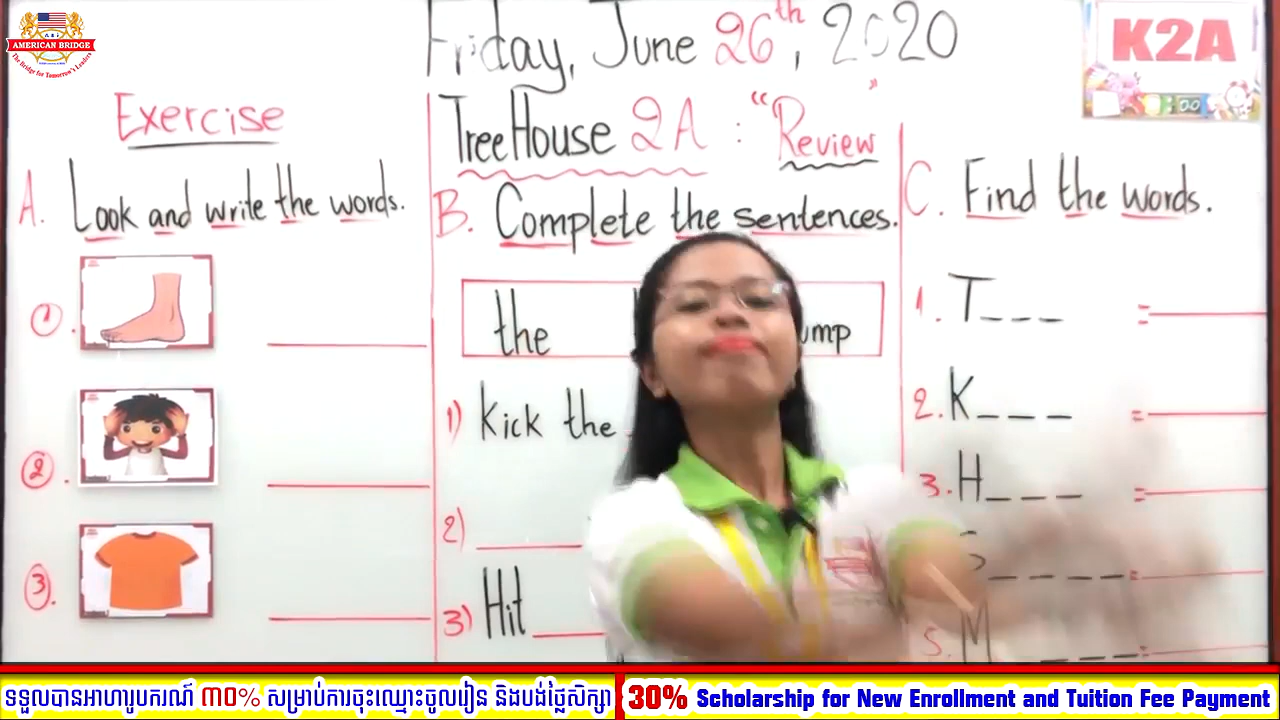 AMERICAN BRIDGE
The Bridge for Tomorrow's Leaders
Friday, June 26th, 2020
K2A
TreeHouse 2A : "Review"
Exercise
A. Look and write the words.
1.
2.
3.
B. Complete the sentences.
the ump
1) Kick the
2)
3) Hit
C. Find the words.
1. T_ _ _ =
2. K_ _ _ =
3. H_ _ _ =
_ _ _ _ =
5. M_ _ _ =
ទទួលបានអាហារូបករណ៍ ៣០% សម្រាប់ការចុះឈ្មោះចូលរៀន និងបង់ថ្លៃសិក្សា
30% Scholarship for New Enrollment and Tuition Fee Payment